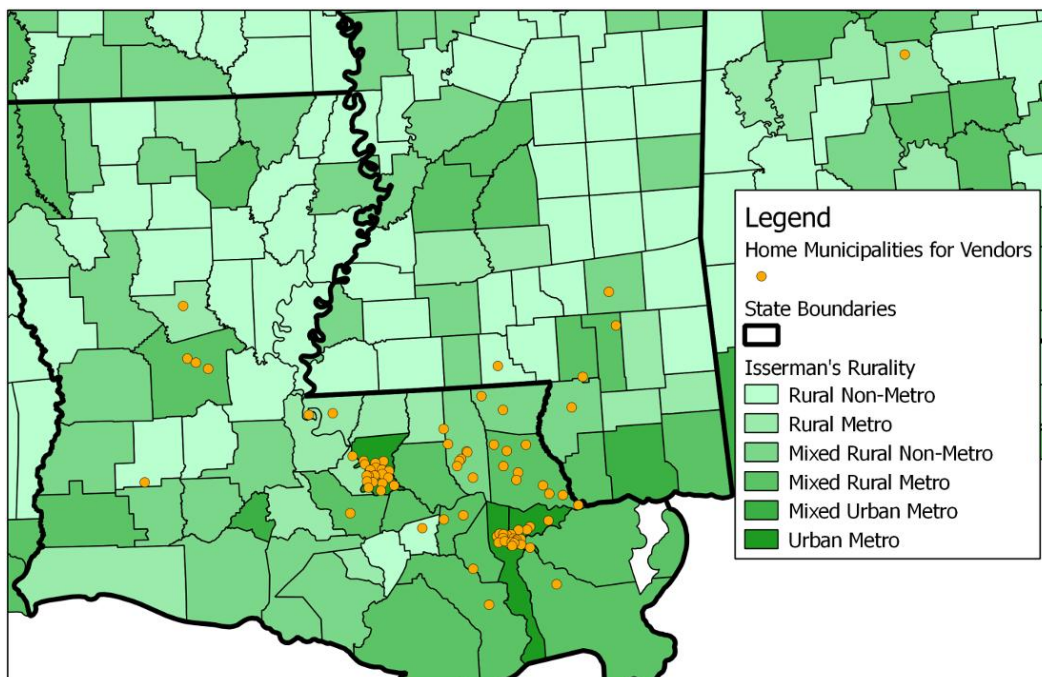 Legend
Home Municipalities for Vendors
State Boundaries
Isserman's Rurality
Rural Non-Metro
Rural Metro
Mixed Rural Non-Metro
Mixed Rural Metro
Mixed Urban Metro
Urban Metro